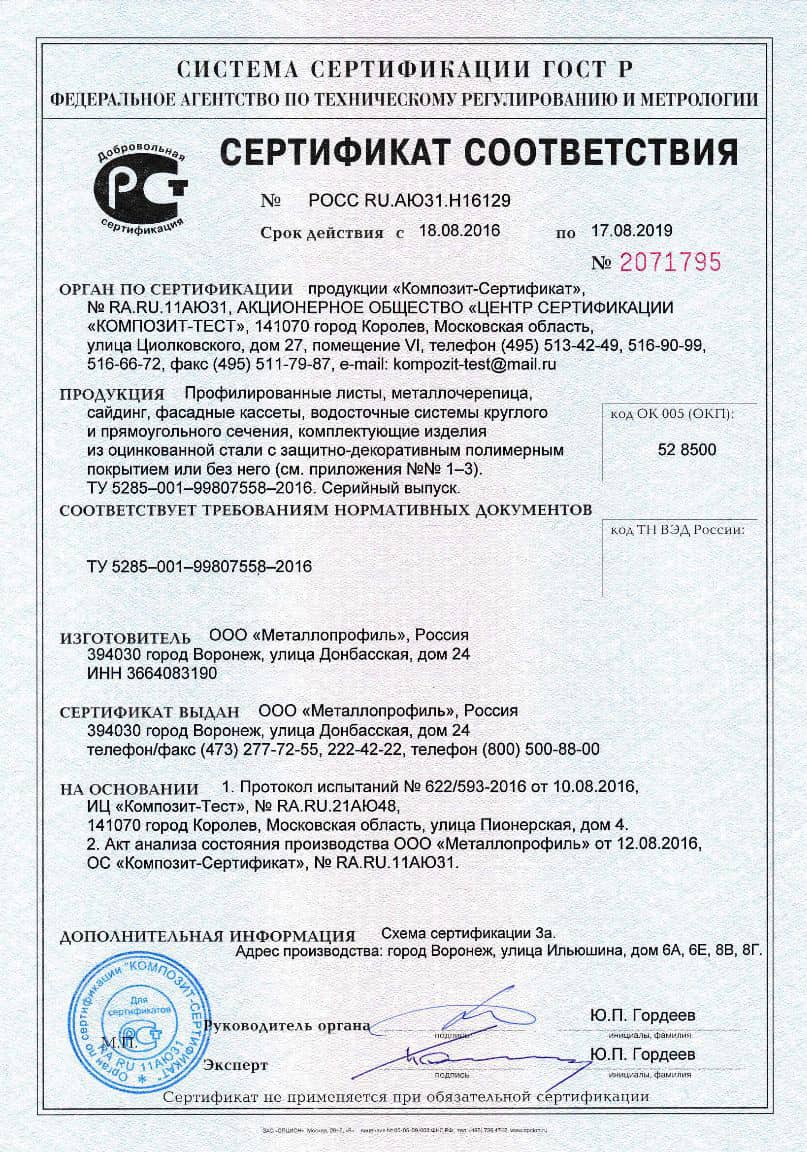 СИСТЕМА СЕРТИФИКАЦИИ ГОСТ Р
ФЕДЕРАЛЬНОЕ АГЕНТСТВО ПО ТЕХНИЧЕСКОМУ РЕГУЛИРОВАНИЮ И МЕТРОЛОГИИ
Добровольная
РСТ
сертификация
СЕРТИФИКАТ СООТВЕТСТВИЯ
№ РОСС RU.АЮ31.Н16129
Срок действия с 18.08.2016 по 17.08.2019
№ 2071795
ОРГАН ПО СЕРТИФИКАЦИИ продукции «Композит-Сертификат»,
№ RA.RU.11АЮ31, АКЦИОНЕРНОЕ ОБЩЕСТВО «ЦЕНТР СЕРТИФИКАЦИИ
«КОМПОЗИТ-ТЕСТ», 141070 город Королев, Московская область,
улица Циолковского, дом 27, помещение VI, телефон (495) 513-42-49, 516-90-99,
516-66-72, факс (495) 511-79-87, e-mail: kompozit-test@mail.ru
ПРОДУКЦИЯ Профилированные листы, металлочерепица,
сайдинг, фасадные кассеты, водосточные системы круглого
и прямоугольного сечения, комплектующие изделия
из оцинкованной стали с защитно-декоративным полимерным
покрытием или без него (см. приложения №№ 1–3).
ТУ 5285–001–99807558–2016. Серийный выпуск.
код ОК 005 (ОКП):
52 8500
СООТВЕТСТВУЕТ ТРЕБОВАНИЯМ НОРМАТИВНЫХ ДОКУМЕНТОВ
код ТН ВЭД России:
ТУ 5285–001–99807558–2016
ИЗГОТОВИТЕЛЬ ООО «Металлопрофиль», Россия
394030 город Воронеж, улица Донбасская, дом 24
ИНН 3664083190
СЕРТИФИКАТ ВЫДАН ООО «Металлопрофиль», Россия
394030 город Воронеж, улица Донбасская, дом 24
телефон/факс (473) 277-72-55, 222-42-22, телефон (800) 500-88-00
НА ОСНОВАНИИ 1. Протокол испытаний № 622/593-2016 от 10.08.2016,
ИЦ «Композит-Тест», № RA.RU.21АЮ48,
141070 город Королев, Московская область, улица Пионерская, дом 4.
2. Акт анализа состояния производства ООО «Металлопрофиль» от 12.08.2016,
ОС «Композит-Сертификат», № RA.RU.11АЮ31.
ДОПОЛНИТЕЛЬНАЯ ИНФОРМАЦИЯ Схема сертификации 3а.
Адрес производства: город Воронеж, улица Ильюшина, дом 6А, 6Е, 8В, 8Г.
Орган по сертификации "КОМПОЗИТ-СЕРТИФИКАТ"
Для
сертификатов
РСТ
RA RU 11АЮ31
М.П.
Руководитель органа
подпись
Ю.П. Гордеев
инициалы, фамилия
Эксперт
подпись
Ю.П. Гордеев
инициалы, фамилия
Сертификат не применяется при обязательной сертификации